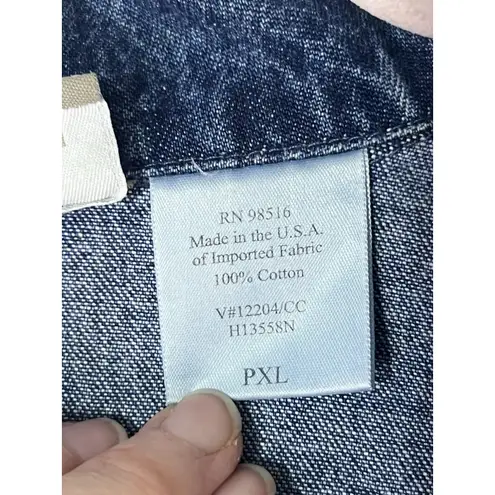 RN 98516
Made in the U.S.A.
of Imported Fabric
100% Cotton
V#12204/CC
H13558N
PXL